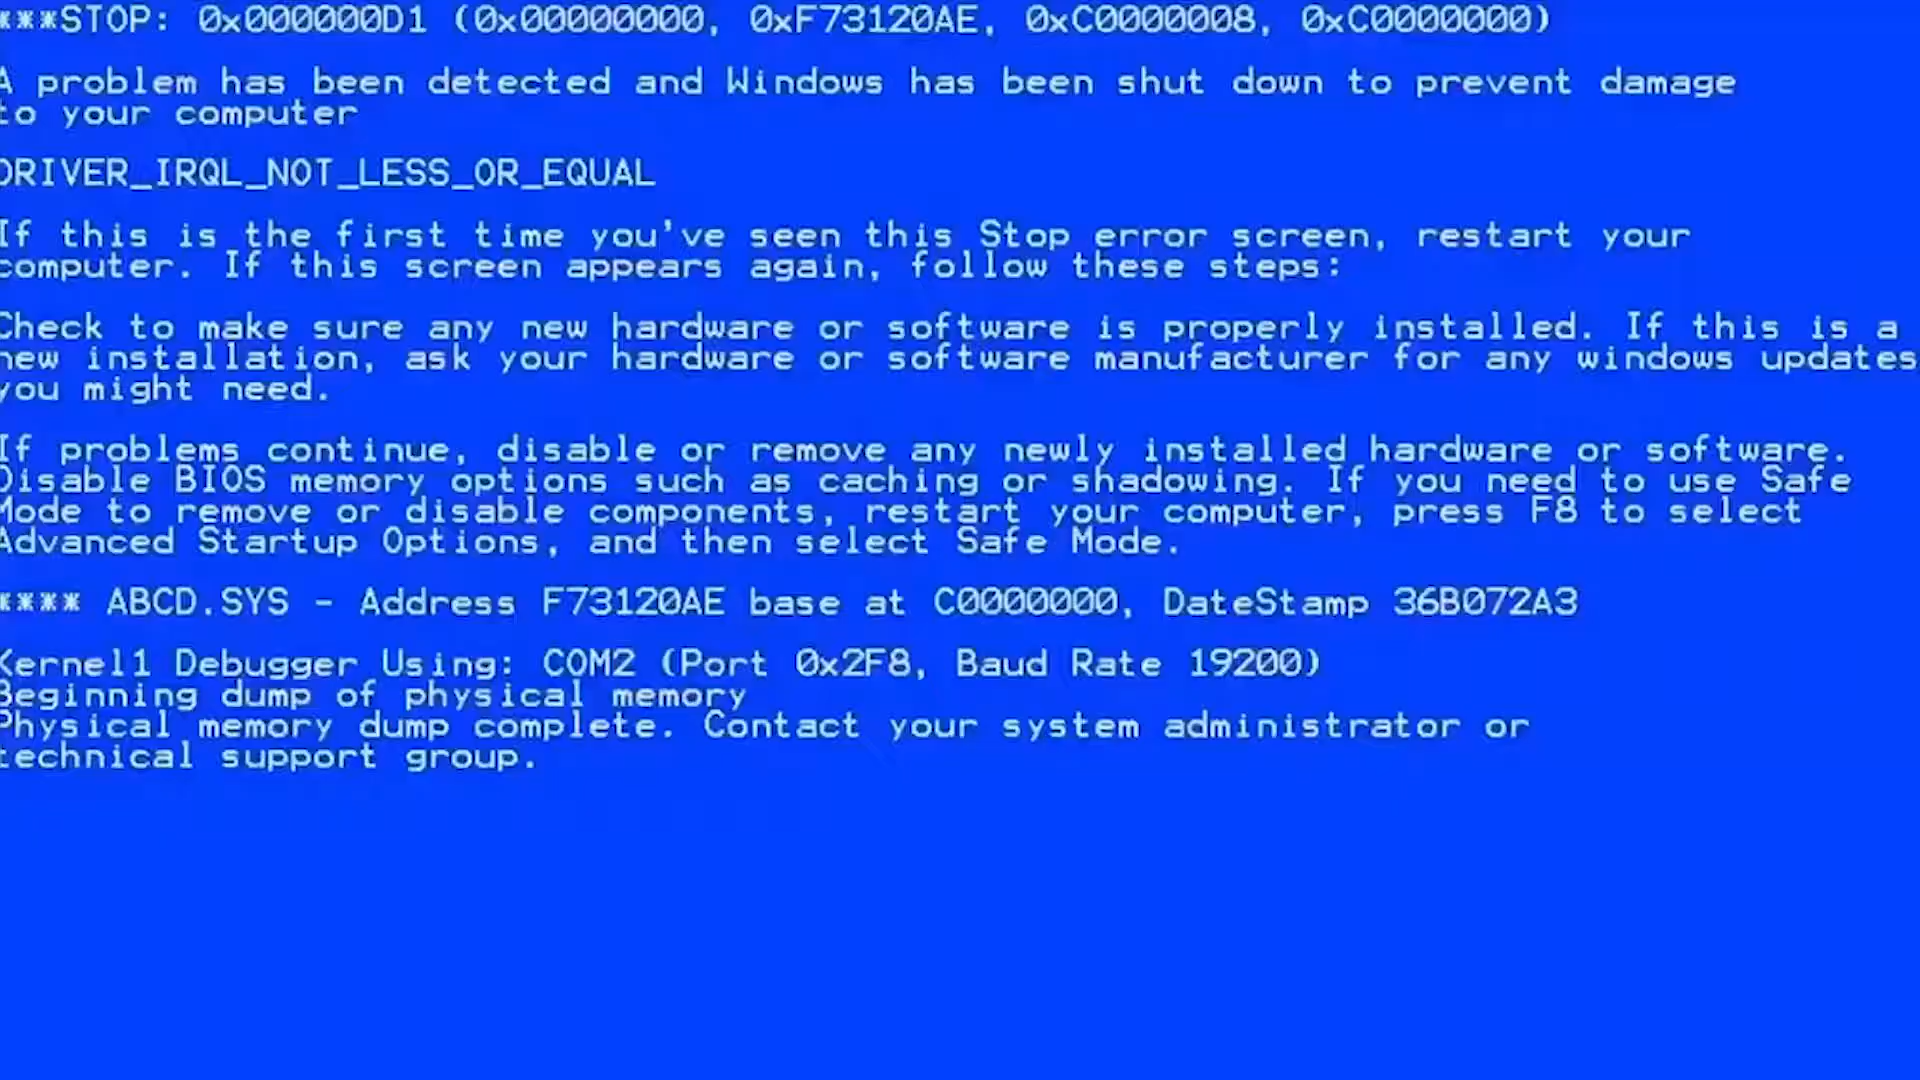 ***STOP: 0x000000D1 (0x00000000, 0xF73120AE, 0xC0000008, 0xC0000000)
A problem has been detected and Windows has been shut down to prevent damage
to your computer
DRIVER_IRQL_NOT_LESS_OR_EQUAL
If this is the first time you've seen this Stop error screen, restart your
computer. If this screen appears again, follow these steps:
Check to make sure any new hardware or software is properly installed. If this is a
new installation, ask your hardware or software manufacturer for any windows updates
you might need.
If problems continue, disable or remove any newly installed hardware or software.
Disable BIOS memory options such as caching or shadowing. If you need to use Safe
Mode to remove or disable components, restart your computer, press F8 to select
Advanced Startup Options, and then select Safe Mode.
**** ABCD.SYS - Address F73120AE base at C0000000, DateStamp 36B072A3
Kernel1 Debugger Using: COM2 (Port 0x2F8, Baud Rate 19200)
Beginning dump of physical memory
Physical memory dump complete. Contact your system administrator or
technical support group.